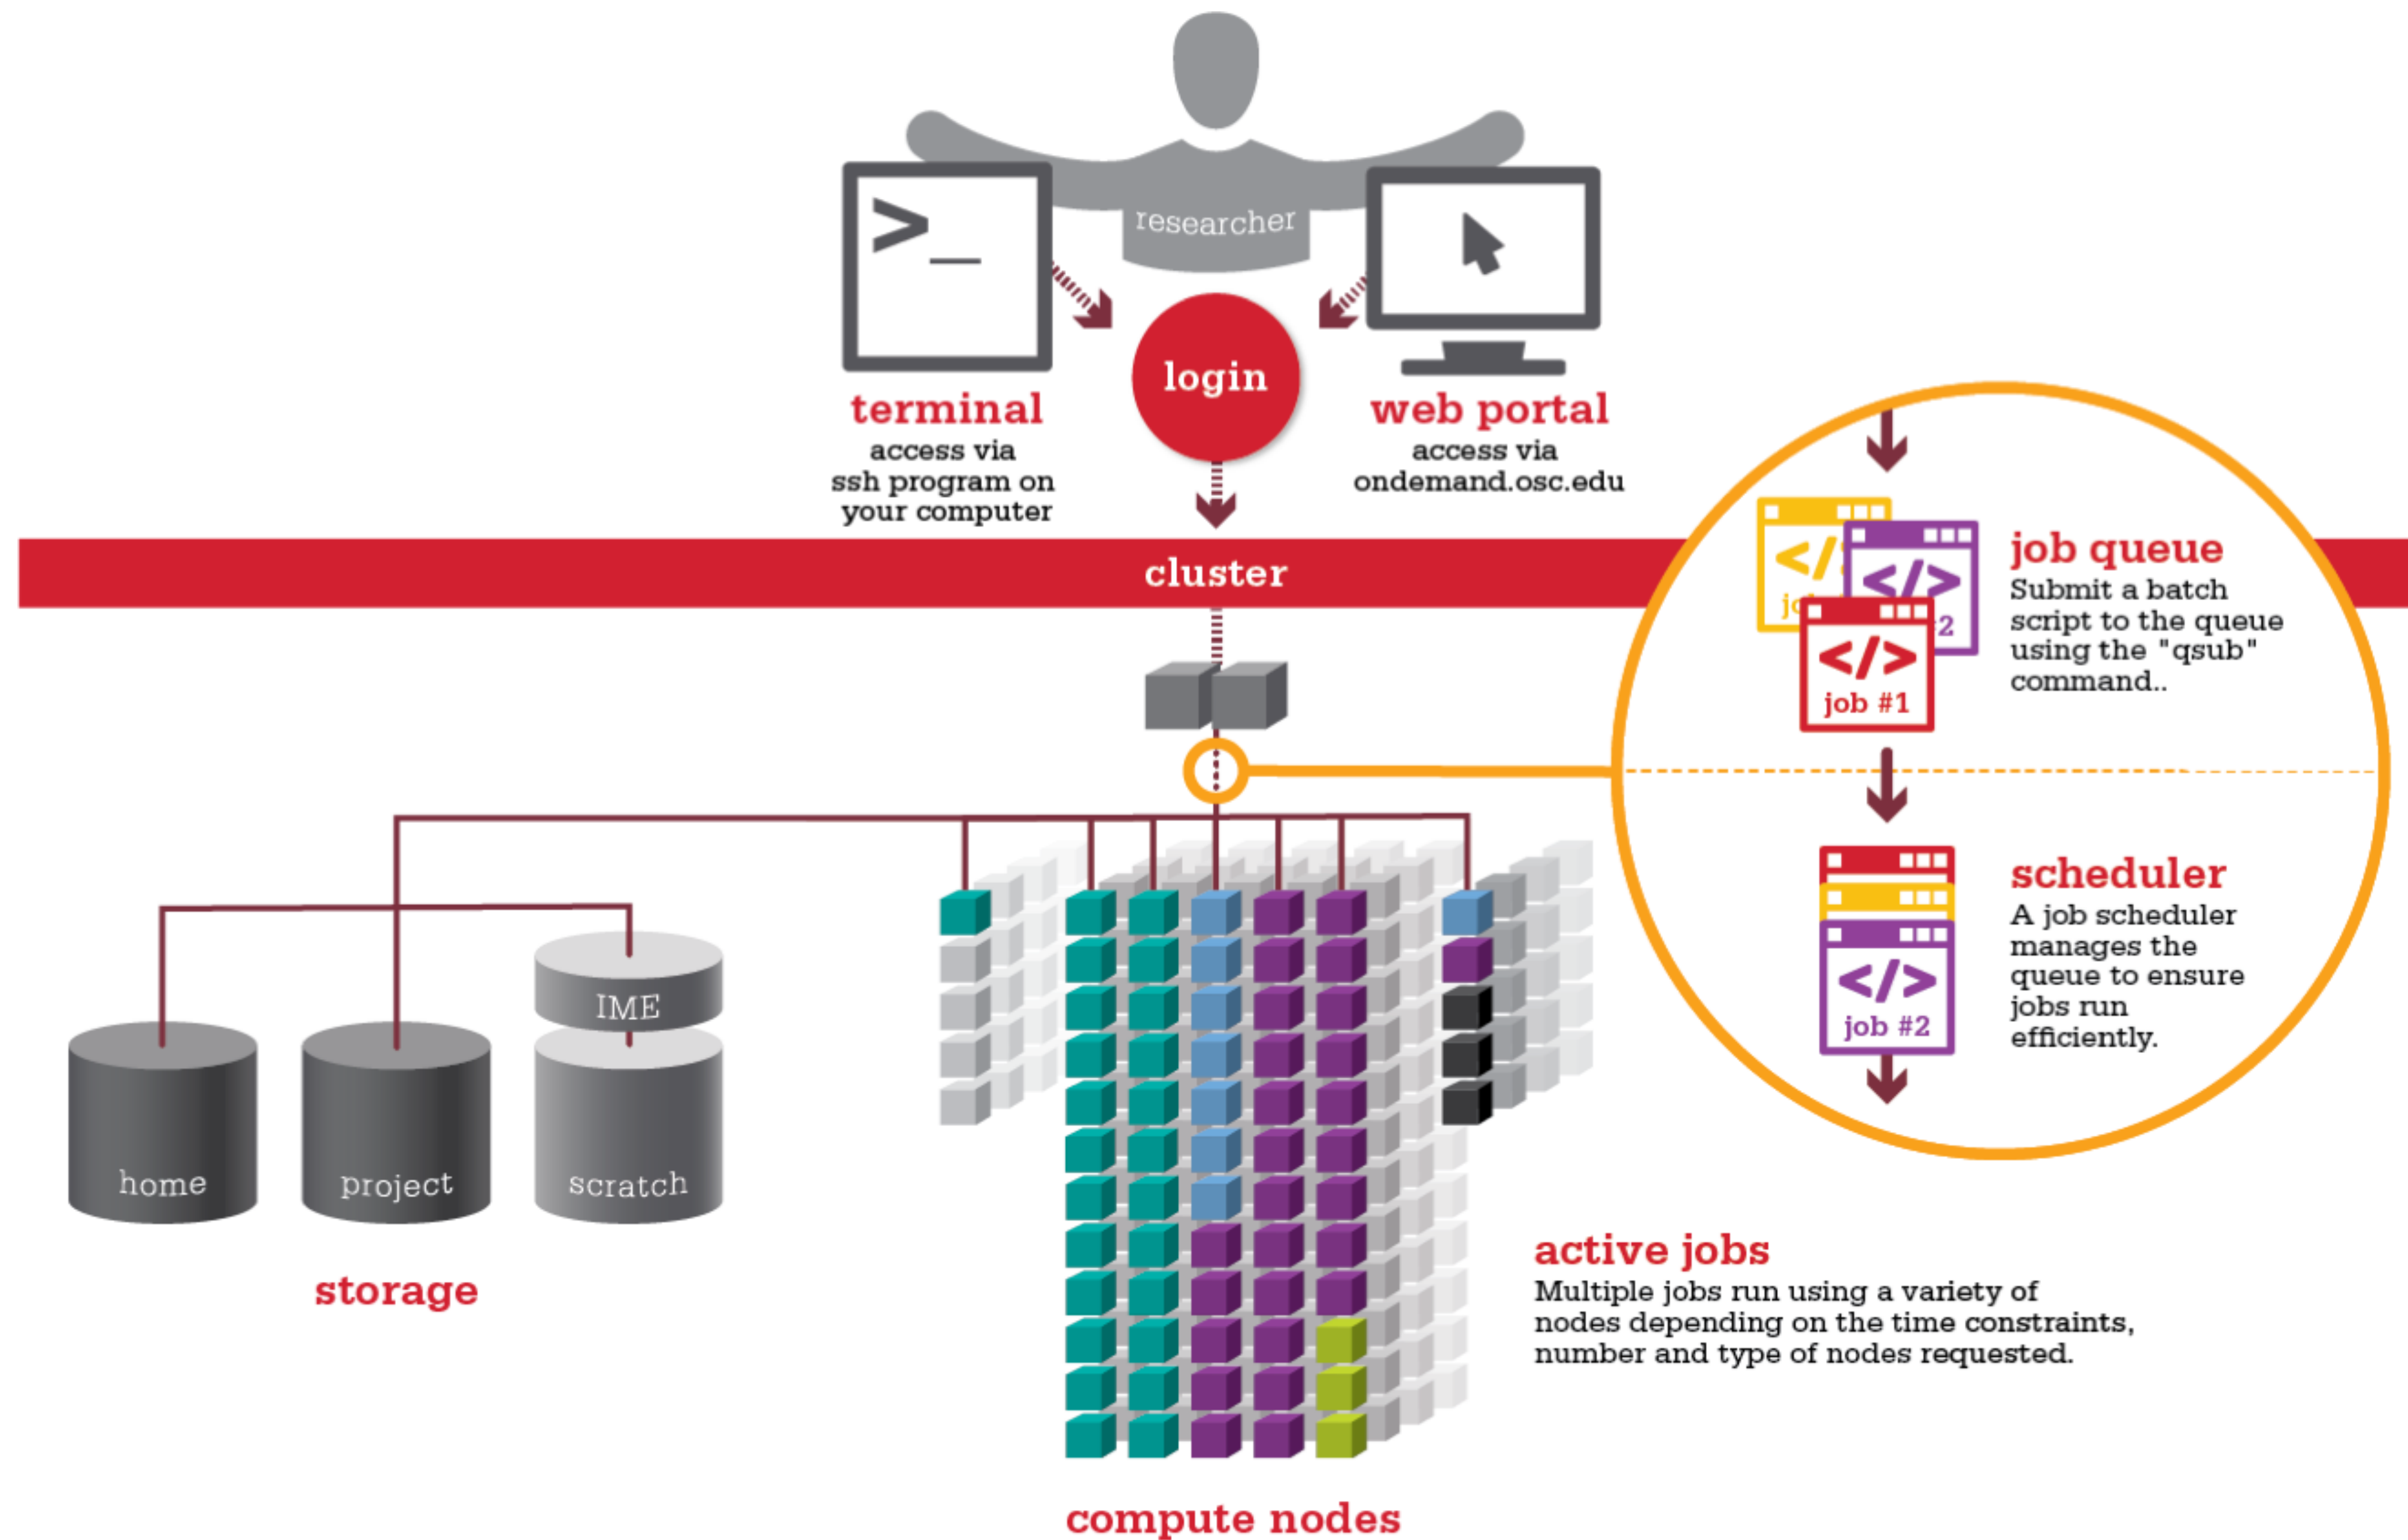 researcher
>_
login
terminal
access via
ssh program on
your computer
web portal
access via
ondemand.osc.edu
cluster
</>
</>
#2
</>
job #1
job queue
Submit a batch
script to the queue
using the "qsub"
command..
scheduler
A job scheduler
manages the
queue to ensure
jobs run
efficiently.
</>
job #2
IME
home
project
scratch
storage
active jobs
Multiple jobs run using a variety of
nodes depending on the time constraints,
number and type of nodes requested.
compute nodes